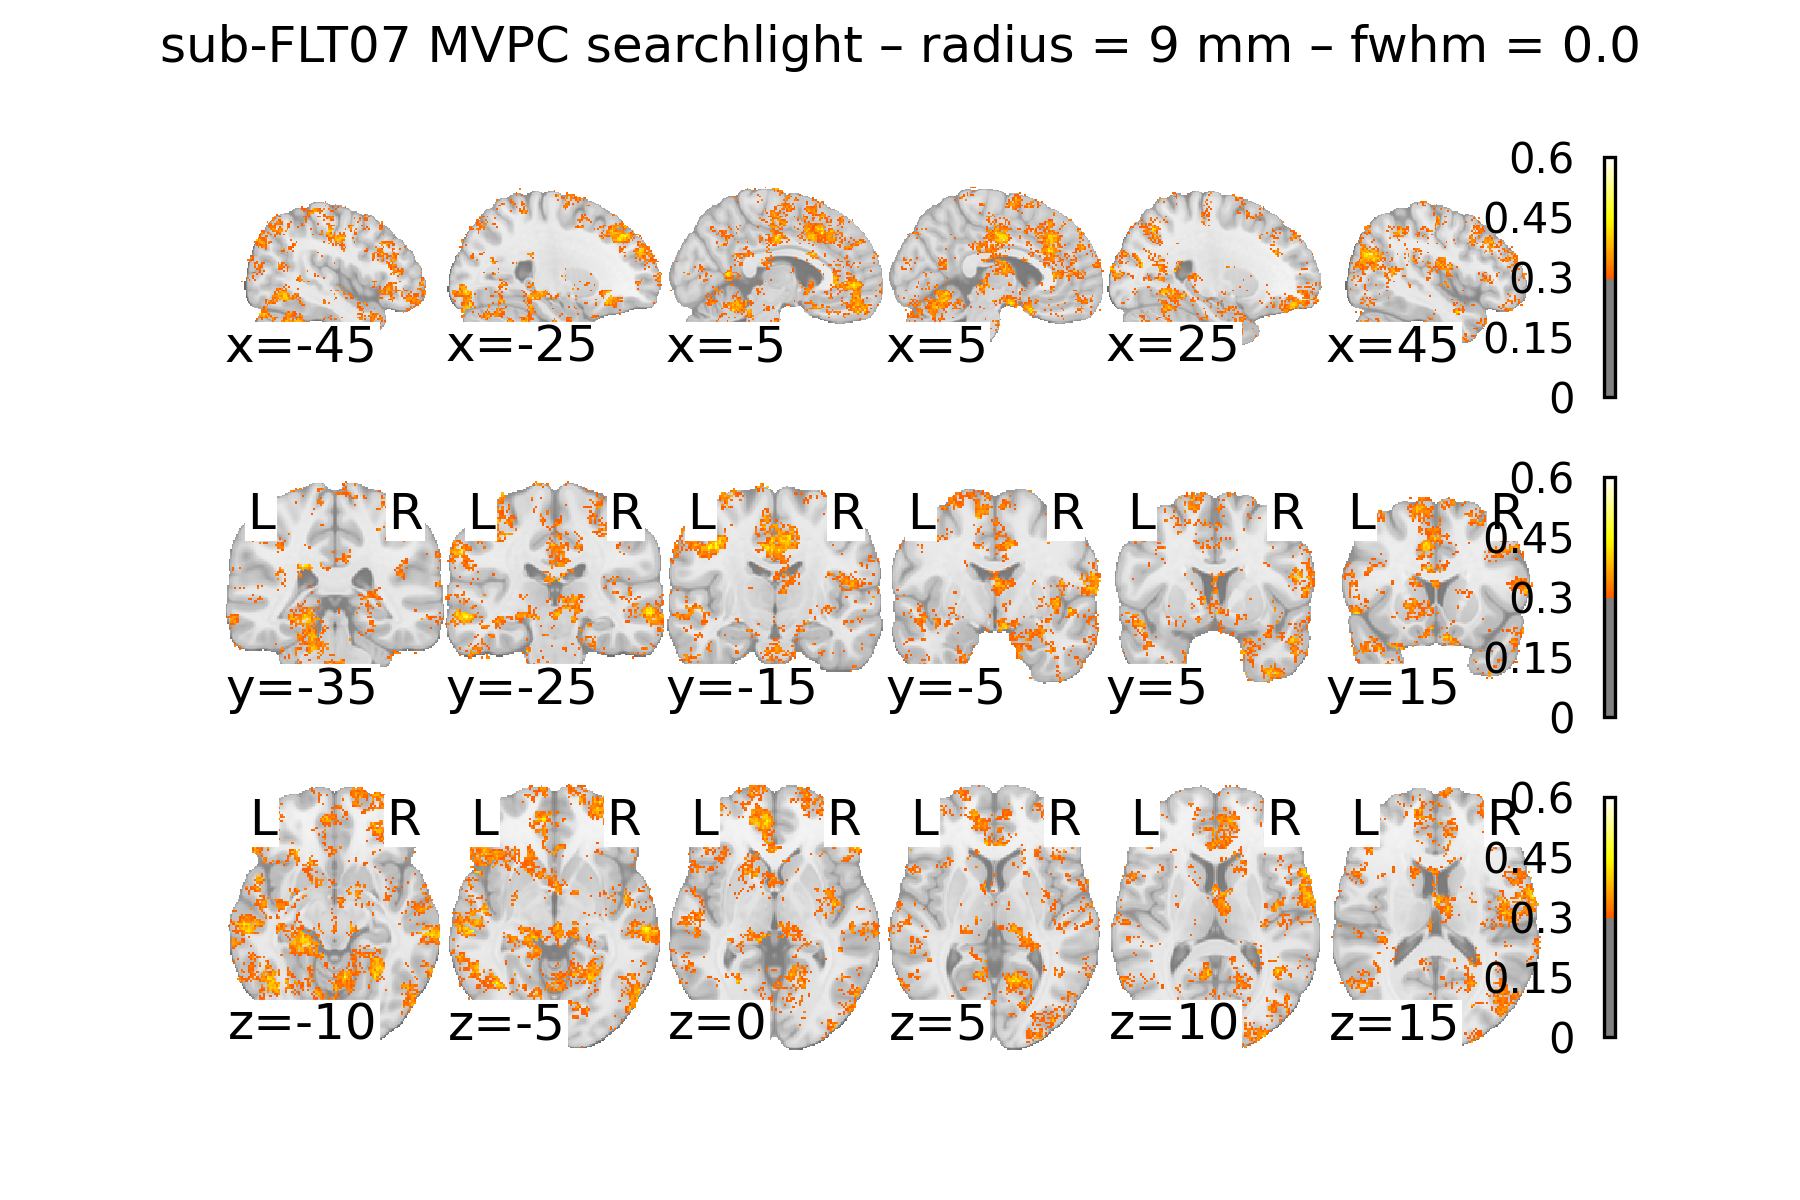 sub-FLT07 MVPC searchlight – radius = 9 mm – fwhm = 0.0
0.6
0.45
0.3
0.15
0
x=-45 x=-25 x=-5 x=5 x=25 x=45
L R L R L R L R L R L R
0.6
0.45
0.3
0.15
0
y=-35 y=-25 y=-15 y=-5 y=5 y=15
L R L R L R L R L R L R
0.6
0.45
0.3
0.15
0
z=-10 z=-5 z=0 z=5 z=10 z=15